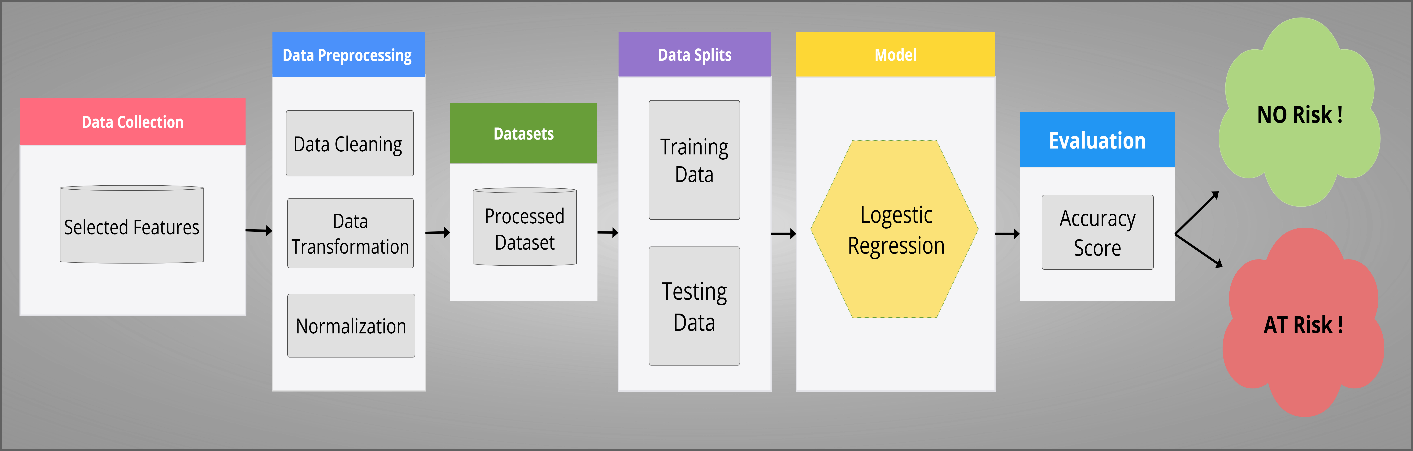 Data Collection
Selected Features
Data Preprocessing
Data Cleaning
Data
Transformation
Normalization
Datasets
Processed
Dataset
Data Splits
Training
Data
Testing
Data
Model
Logestic
Regression
Evaluation
Accuracy
Score
NO Risk !
AT Risk !